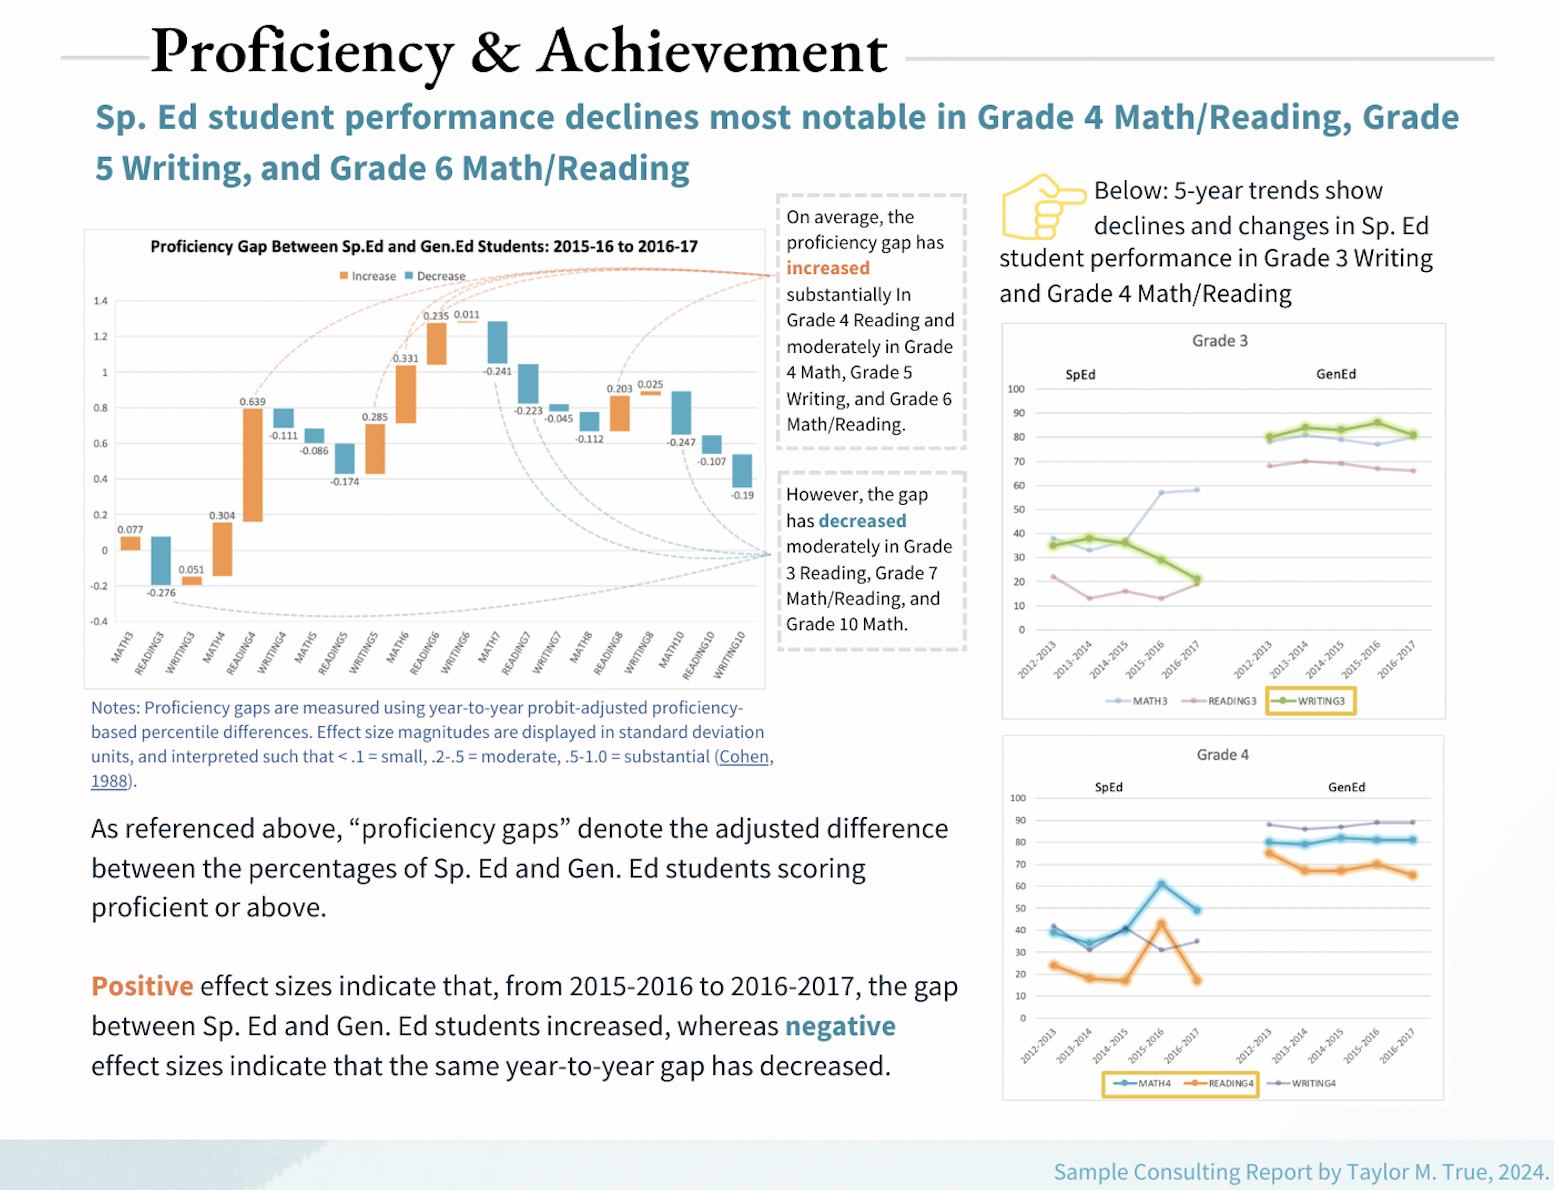 Proficiency & Achievement
Sp. Ed student performance declines most notable in Grade 4 Math/Reading, Grade
5 Writing, and Grade 6 Math/Reading
Proficiency Gap Between Sp.Ed and Gen.Ed Students: 2015-16 to 2016-17
Increase Decrease
1.4
1.2
1
0.8
0.6
0.4
0.2
0
-0.2
-0.4
0.077
-0.276
0.051
0.304
0.639
-0.111
-0.086
-0.174
0.285
0.331
0.235
0.011
-0.241
-0.223
-0.045
-0.112
0.203
0.025
-0.247
-0.107
-0.19
MATH3
READING3
WRITING3
MATH4
READING4
WRITING4
MATH5
READING5
WRITING5
MATH6
READING6
WRITING6
MATH7
READING7
WRITING7
MATH8
READING8
WRITING8
MATH10
READING10
WRITING10
On average, the
proficiency gap has
increased
substantially In
Grade 4 Reading and
moderately in Grade
4 Math, Grade 5
Writing, and Grade 6
Math/Reading.
However, the gap
has decreased
moderately in Grade
3 Reading, Grade 7
Math/Reading, and
Grade 10 Math.
Notes: Proficiency gaps are measured using year-to-year probit-adjusted proficiency-
based percentile differences. Effect size magnitudes are displayed in standard deviation
units, and interpreted such that < .1 = small, .2-.5 = moderate, .5-1.0 = substantial (Cohen,
1988).
As referenced above, “proficiency gaps” denote the adjusted difference
between the percentages of Sp. Ed and Gen. Ed students scoring
proficient or above.
Positive effect sizes indicate that, from 2015-2016 to 2016-2017, the gap
between Sp. Ed and Gen. Ed students increased, whereas negative
effect sizes indicate that the same year-to-year gap has decreased.
Below: 5-year trends show
declines and changes in Sp. Ed
student performance in Grade 3 Writing
and Grade 4 Math/Reading
Grade 3
SpEd GenEd
100
90
80
70
60
50
40
30
20
10
0
2012-2013
2013-2014
2014-2015
2015-2016
2016-2017
2012-2013
2013-2014
2014-2015
2015-2016
2016-2017
MATH3 READING3 WRITING3
Grade 4
SpEd GenEd
100
90
80
70
60
50
40
30
20
10
0
2012-2013
2013-2014
2014-2015
2015-2016
2016-2017
2012-2013
2013-2014
2014-2015
2015-2016
2016-2017
MATH4 READING4 WRITING4
Sample Consulting Report by Taylor M. True, 2024.